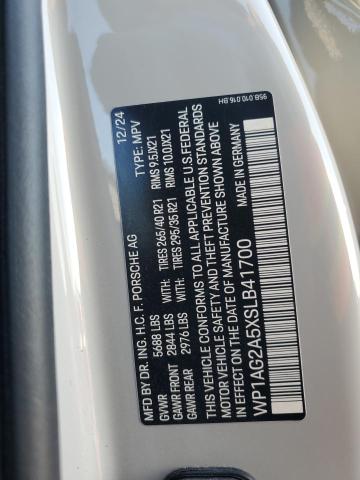 MFD BY DR. ING. H.C. F. PORSCHE AG 12/24
GVWR 5688 LBS TYPE: MPV
GAWR FRONT 2844 LBS WITH: TIRES 265/40 R21 RIMS 9.5JX21
GAWR REAR 2976 LBS WITH: TIRES 295/35 R21 RIMS 10.0JX21
THIS VEHICLE CONFORMS TO ALL APPLICABLE U.S.FEDERAL
MOTOR VEHICLE SAFETY AND THEFT PREVENTION STANDARDS
IN EFFECT ON THE DATE OF MANUFACTURE SHOWN ABOVE
MADE IN GERMANY
WP1AG2A5XSLB41700
95B.010.016.BH